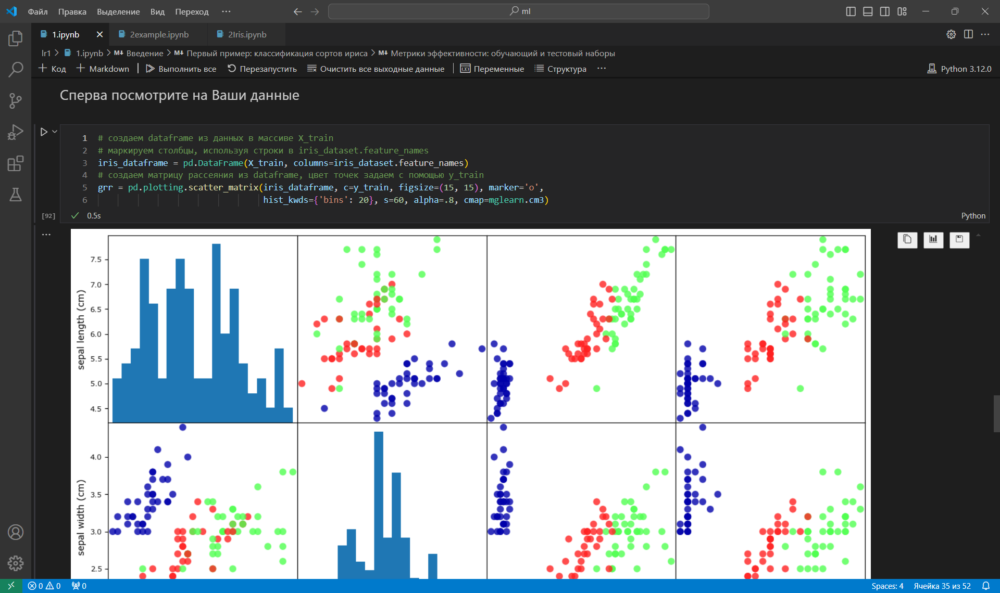 Файл Правка Выделение Вид Переход ··· ml
1.ipynb 2example.ipynb 2Iris.ipynb
lr1 > 1.ipynb > M↓ Введение > M↓ Первый пример: классификация сортов ириса > M↓ Метрики эффективности: обучающий и тестовый наборы
+ Код + Markdown | Выполнить все Перезапустить Очистить все выходные данные | Переменные Структура ··· Python 3.12.0
Сперва посмотрите на Ваши данные
1 # создаем dataframe из данных в массиве X_train
2 # маркируем столбцы, используя строки в iris_dataset.feature_names
3 iris_dataframe = pd.DataFrame(X_train, columns=iris_dataset.feature_names)
4 # создаем матрицу рассеяния из dataframe, цвет точек задаем с помощью y_train
5 grr = pd.plotting.scatter_matrix(iris_dataframe, c=y_train, figsize=(15, 15), marker='o',
6 hist_kwds={'bins': 20}, s=60, alpha=.8, cmap=mglearn.cm3)
[92] 0.5s Python
sepal length (cm)
7.5
7.0
6.5
6.0
5.5
5.0
4.5
sepal width (cm)
4.0
3.5
3.0
2.5
0 0 0 Spaces: 4 Ячейка 35 из 52